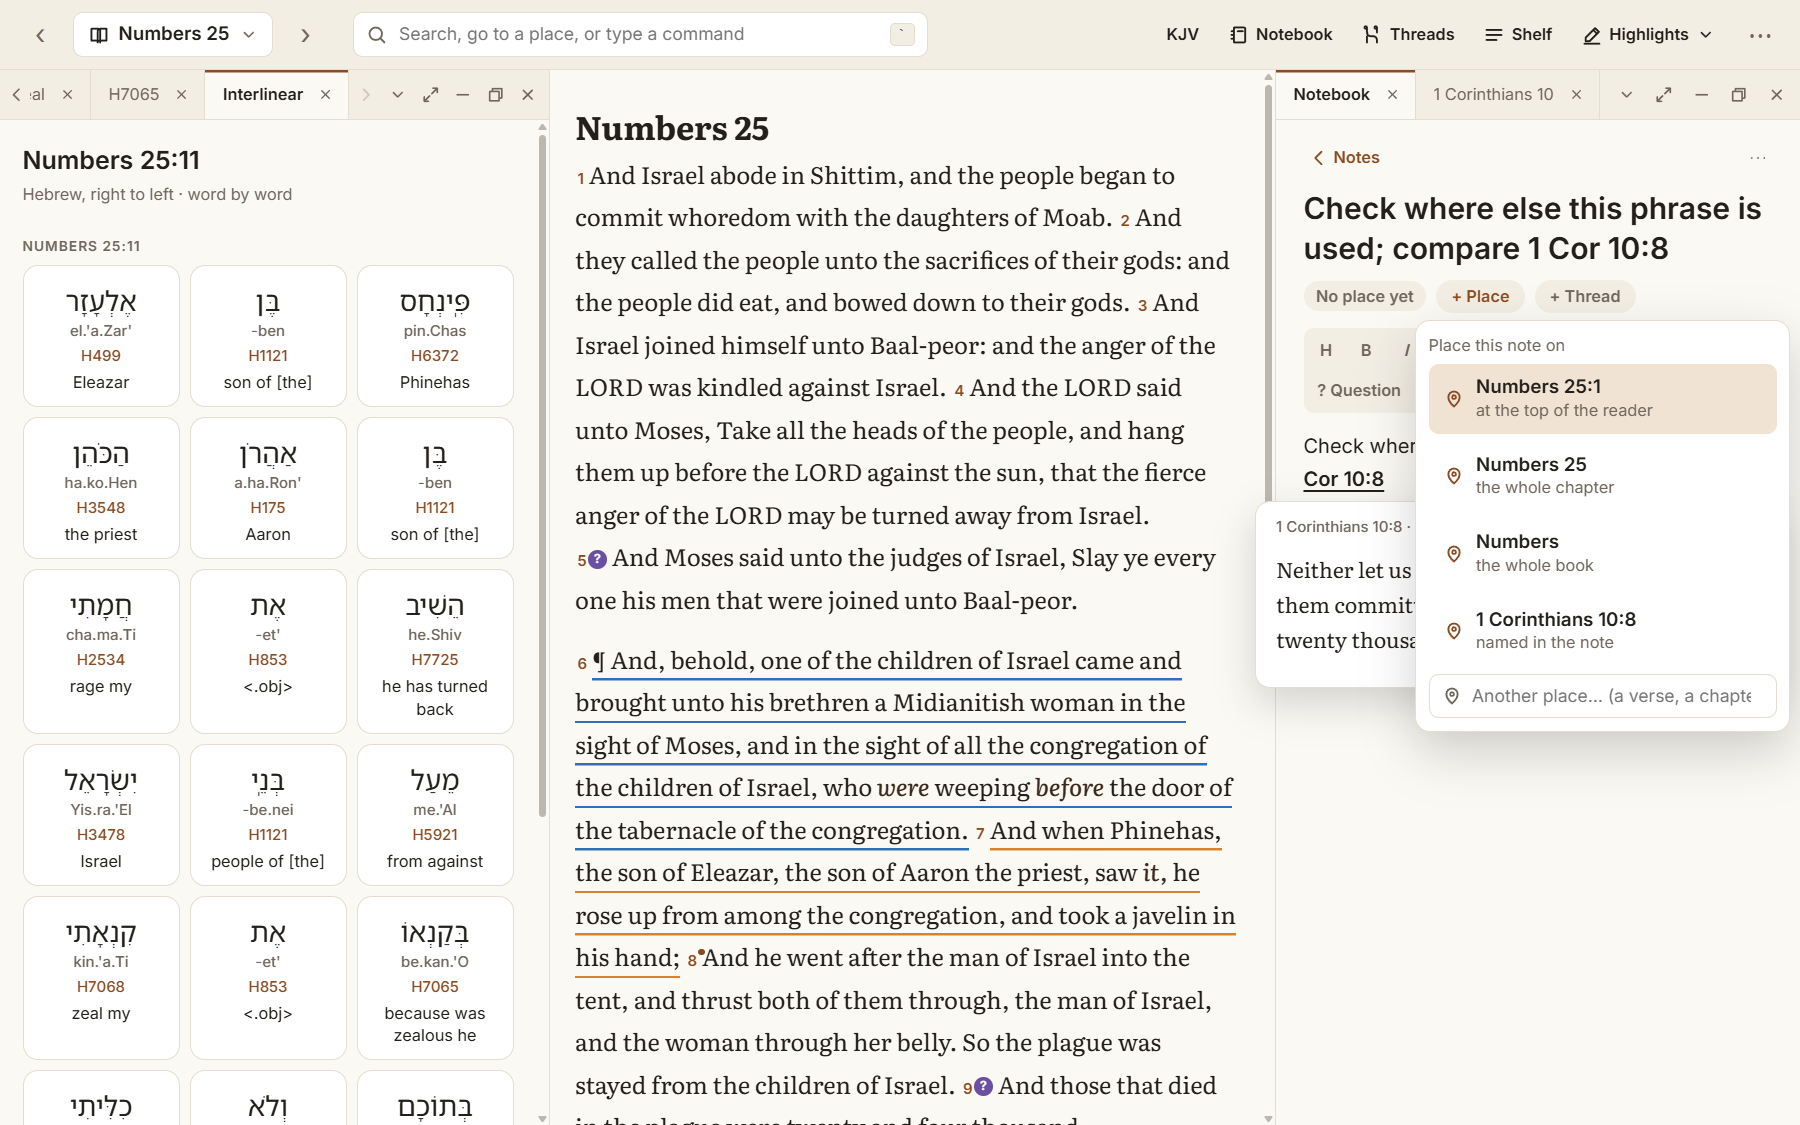 Numbers 25
Search, go to a place, or type a command
`
KJV
Notebook
Threads
Shelf
Highlights
eal
H7065
Interlinear
Numbers 25:11
Hebrew, right to left · word by word
NUMBERS 25:11
פִּֽינְחָס
pin.Chas
H6372
Phinehas
בֶּן
-ben
H1121
son of [the]
אֶלְעָזָר
el.'a.Zar'
H499
Eleazar
בֶּן
-ben
H1121
son of [the]
אַהֲרֹן
a.ha.Ron'
H175
Aaron
הַכֹּהֵן
ha.ko.Hen
H3548
the priest
הֵשִׁיב
he.Shiv
H7725
he has turned
back
אֶת
-et'
H853
<.obj>
חֲמָתִי
cha.ma.Ti
H2534
rage my
מֵעַל
me.'Al
H5921
from against
בְּנֵֽי
-be.nei
H1121
people of [the]
יִשְׂרָאֵל
Yis.ra.'El
H3478
Israel
בְּקַנְאוֹ
be.kan.'O
H7065
because was
zealous he
אֶת
-et'
H853
<.obj>
קִנְאָתִי
kin.'a.Ti
H7068
zeal my
בְּתוֹכָם
וְלֹא
כִלִּיתִי
Numbers 25
1 And Israel abode in Shittim, and the people began to
commit whoredom with the daughters of Moab. 2 And
they called the people unto the sacrifices of their gods: and
the people did eat, and bowed down to their gods. 3 And
Israel joined himself unto Baal-peor: and the anger of the
LORD was kindled against Israel. 4 And the LORD said
unto Moses, Take all the heads of the people, and hang
them up before the LORD against the sun, that the fierce
anger of the LORD may be turned away from Israel.
5 ? And Moses said unto the judges of Israel, Slay ye every
one his men that were joined unto Baal-peor.
6 ¶ And, behold, one of the children of Israel came and
brought unto his brethren a Midianitish woman in the
sight of Moses, and in the sight of all the congregation of
the children of Israel, who were weeping before the door of
the tabernacle of the congregation. 7 And when Phinehas,
the son of Eleazar, the son of Aaron the priest, saw it, he
rose up from among the congregation, and took a javelin in
his hand; 8 And he went after the man of Israel into the
tent, and thrust both of them through, the man of Israel,
and the woman through her belly. So the plague was
stayed from the children of Israel. 9 ? And those that died
in the plague were twenty and four thousand.
Notebook
1 Corinthians 10
Notes
Check where else this phrase is
used; compare 1 Cor 10:8
No place yet
+ Place
+ Thread
H B I
? Question
Check wher
Cor 10:8
1 Corinthians 10:8 ·
Neither let us
them commit
twenty thousa
Place this note on
Numbers 25:1
at the top of the reader
Numbers 25
the whole chapter
Numbers
the whole book
1 Corinthians 10:8
named in the note
Another place... (a verse, a chapte